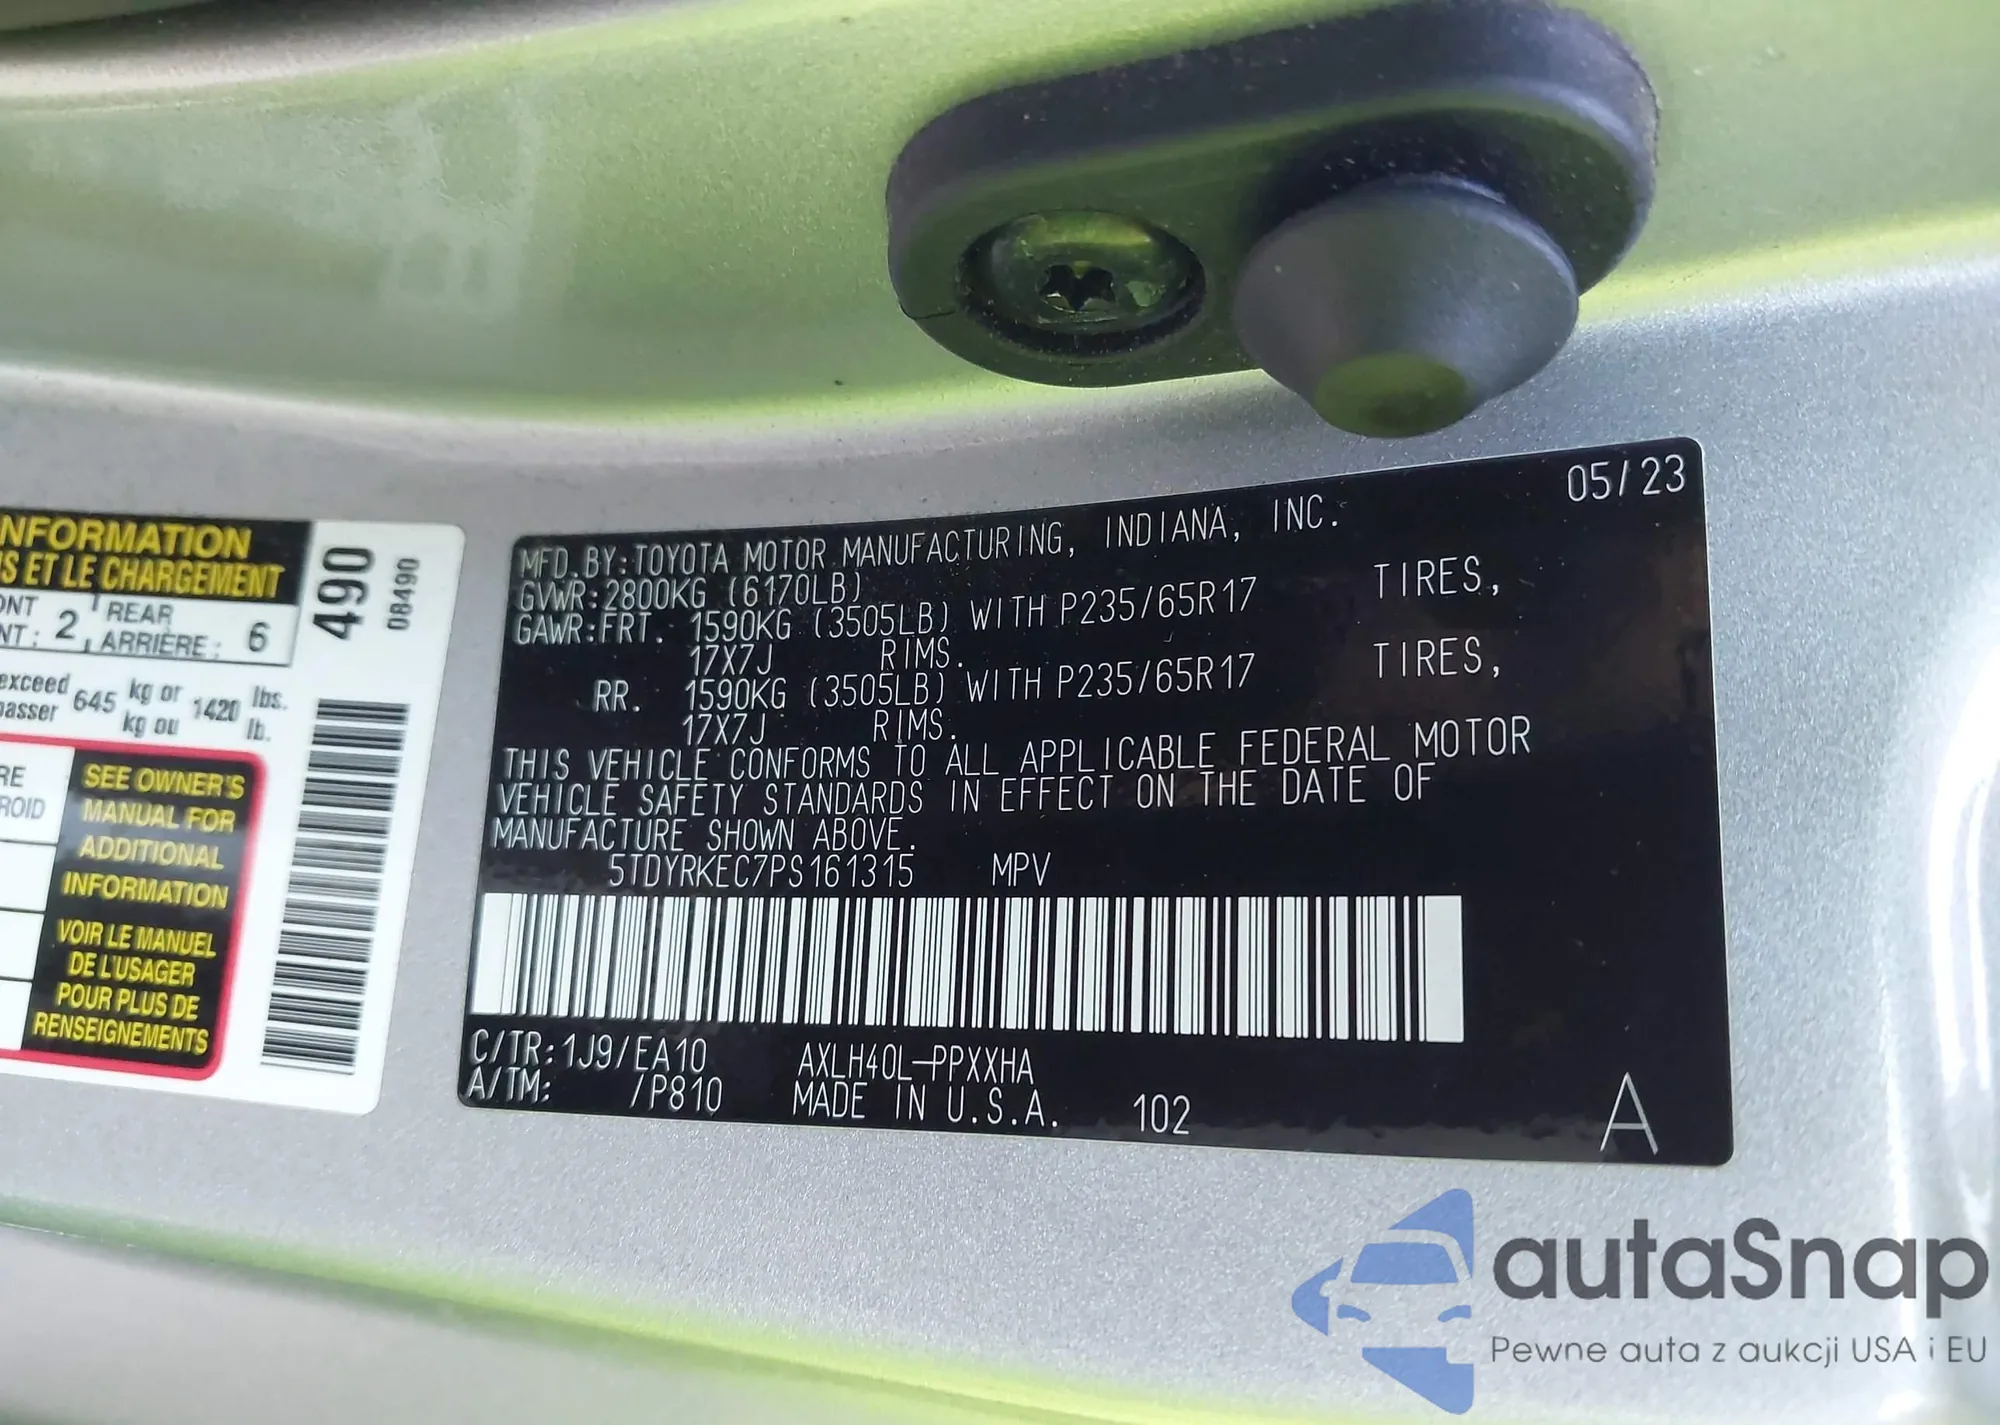 NFORMATION
S ET LE CHARGEMENT
ONT 2 REAR 6
NT: , ARRIÈRE:
exceed 645 kg or 1420 lbs.
passer kg ou lb.
RE
ROID
SEE OWNER'S
MANUAL FOR
ADDITIONAL
INFORMATION
VOIR LE MANUEL
DE L'USAGER
POUR PLUS DE
RENSEIGNEMENTS
490
08490
05/23
MFD. BY: TOYOTA MOTOR MANUFACTURING, INDIANA, INC.
GVWR: 2800KG (6170LB)
GAWR: FRT. 1590KG (3505LB) WITH P235/65R17 TIRES,
17X7J RIMS.
RR. 1590KG (3505LB) WITH P235/65R17 TIRES,
17X7J RIMS.
THIS VEHICLE CONFORMS TO ALL APPLICABLE FEDERAL MOTOR
VEHICLE SAFETY STANDARDS IN EFFECT ON THE DATE OF
MANUFACTURE SHOWN ABOVE.
5TDYRKEC7PS161315 MPV
C/TR: 1J9/EA10 AXLH40L-PPXXHA
A/TM: /P810 MADE IN U.S.A. 102 A
autaSnap
Pewne auta z aukcji USA i EU